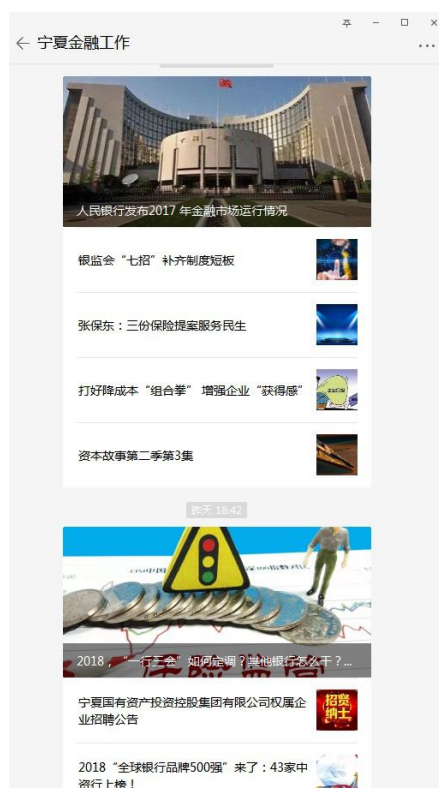 宁夏金融工作
人民银行发布2017 年金融市场运行情况
银监会“七招”补齐制度短板
张保东：三份保险提案服务民生
打好降成本“组合拳” 增强企业“获得感”
资本故事第二季第3集
昨天 18:42
2018，“一行三会”如何定调？其他银行怎么干？...
宁夏国有资产投资控股集团有限公司权属企
业招聘公告
招贤
纳士
2018“全球银行品牌500强”来了：43家中
资行上榜！